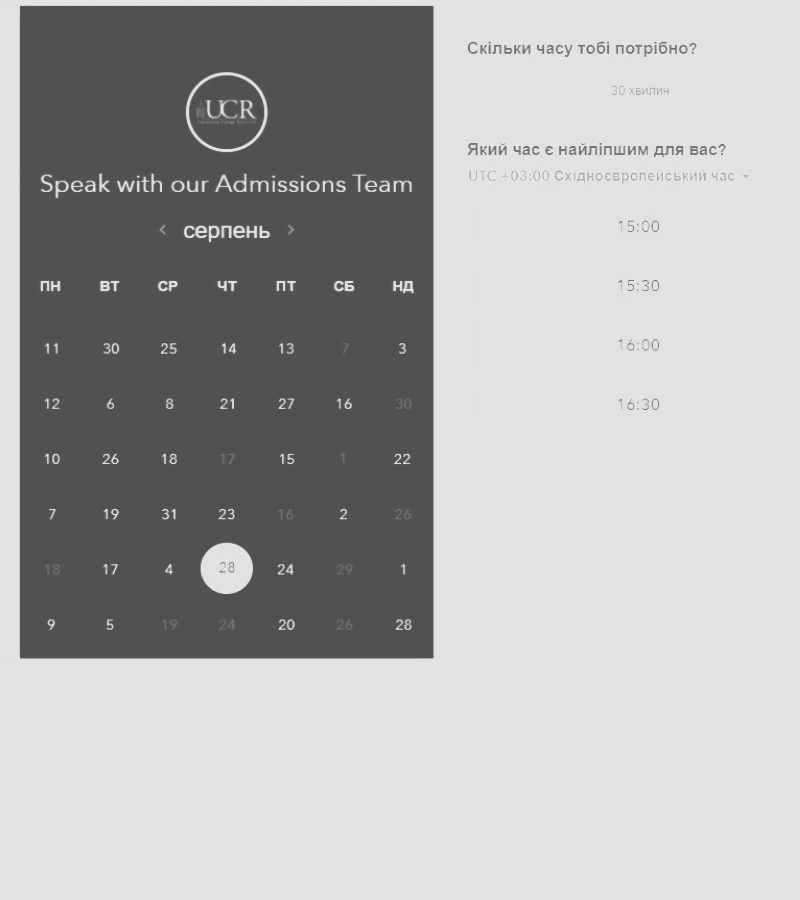 UCR
Speak with our Admissions Team
серпень
ПН ВТ СР ЧТ ПТ СБ НД
11 30 25 14 13 7 3
12 6 8 21 27 16 30
10 26 18 17 15 1 22
7 19 31 23 16 2 26
18 17 4 28 24 29 1
9 5 19 24 20 26 28
Скільки часу тобі потрібно?
30 хвилин
Який час є найліпшим для вас?
UTC +03:00 Східноєвропейський час
15:00
15:30
16:00
16:30